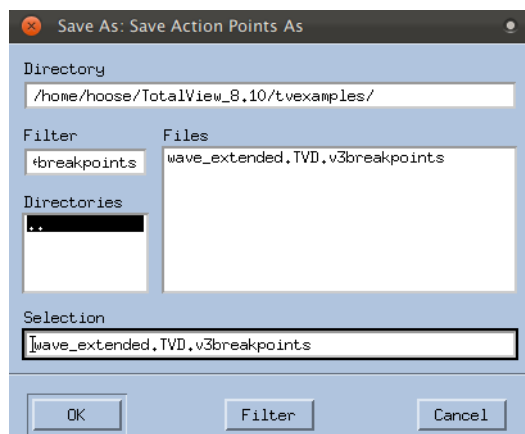 Save As: Save Action Points As
Directory
/home/hoose/TotalView_8.10/tvexamples/
Filter
Files
breakpoints
wave_extended.TVD.v3breakpoints
Directories
..
Selection
wave_extended.TVD.v3breakpoints
OK
Filter
Cancel